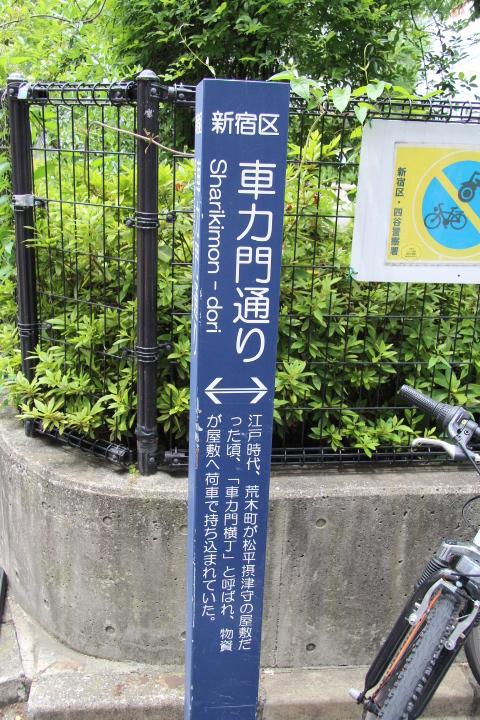 新宿区
車力門通り
Sharikimon - dori
江戸時代、荒木町が松平摂津守の屋敷だ
った頃、「車力門横丁」と呼ばれ、物資
が屋敷へ荷車で持ち込まれていた。
新宿区・四谷警察署